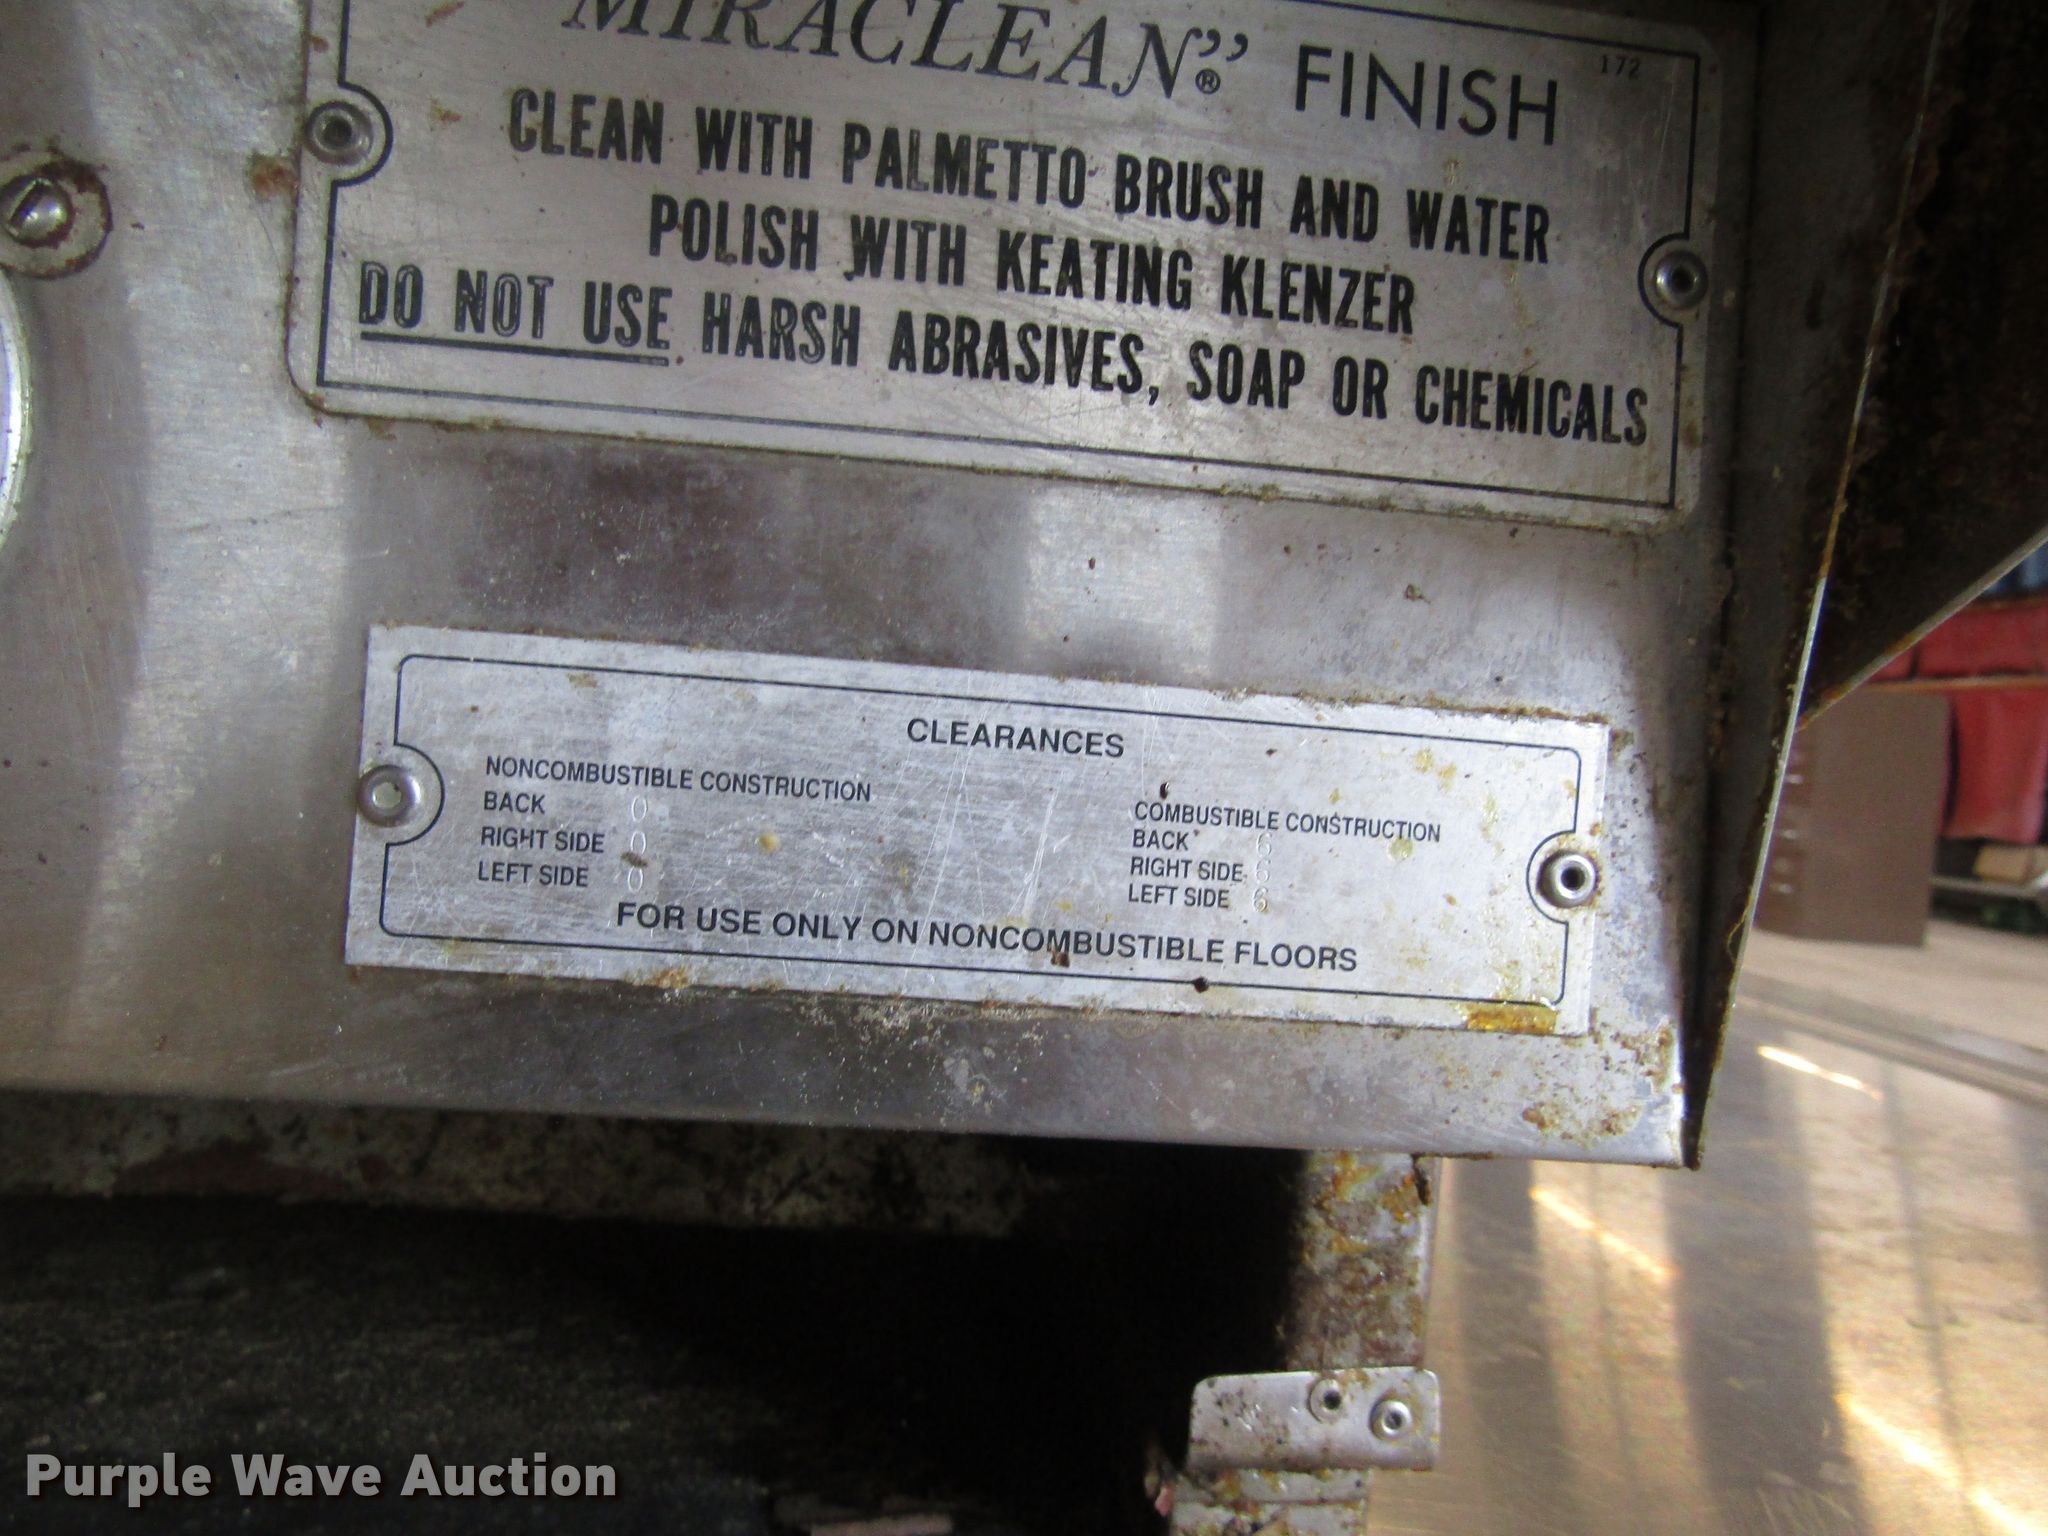 "MIRACLEAN®" FINISH 172
CLEAN WITH PALMETTO BRUSH AND WATER
POLISH WITH KEATING KLENZER
DO NOT USE HARSH ABRASIVES, SOAP OR CHEMICALS
CLEARANCES
NONCOMBUSTIBLE CONSTRUCTION
BACK 0
RIGHT SIDE 0
LEFT SIDE 0
COMBUSTIBLE CONSTRUCTION
BACK 6
RIGHT SIDE 6
LEFT SIDE 6
FOR USE ONLY ON NONCOMBUSTIBLE FLOORS
Purple Wave Auction